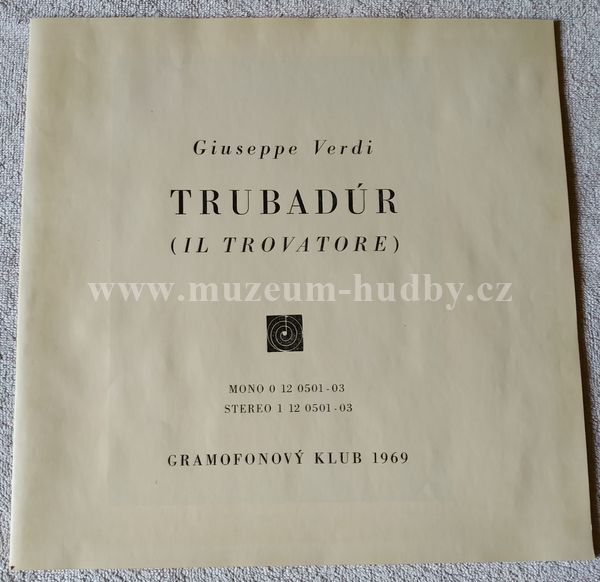 Giuseppe Verdi
TRUBADÚR
(IL TROVATORE)
www.muzeum-hudby.cz
MONO 0 12 0501-03
STEREO 1 12 0501-03
GRAMOFONOVÝ KLUB 1969